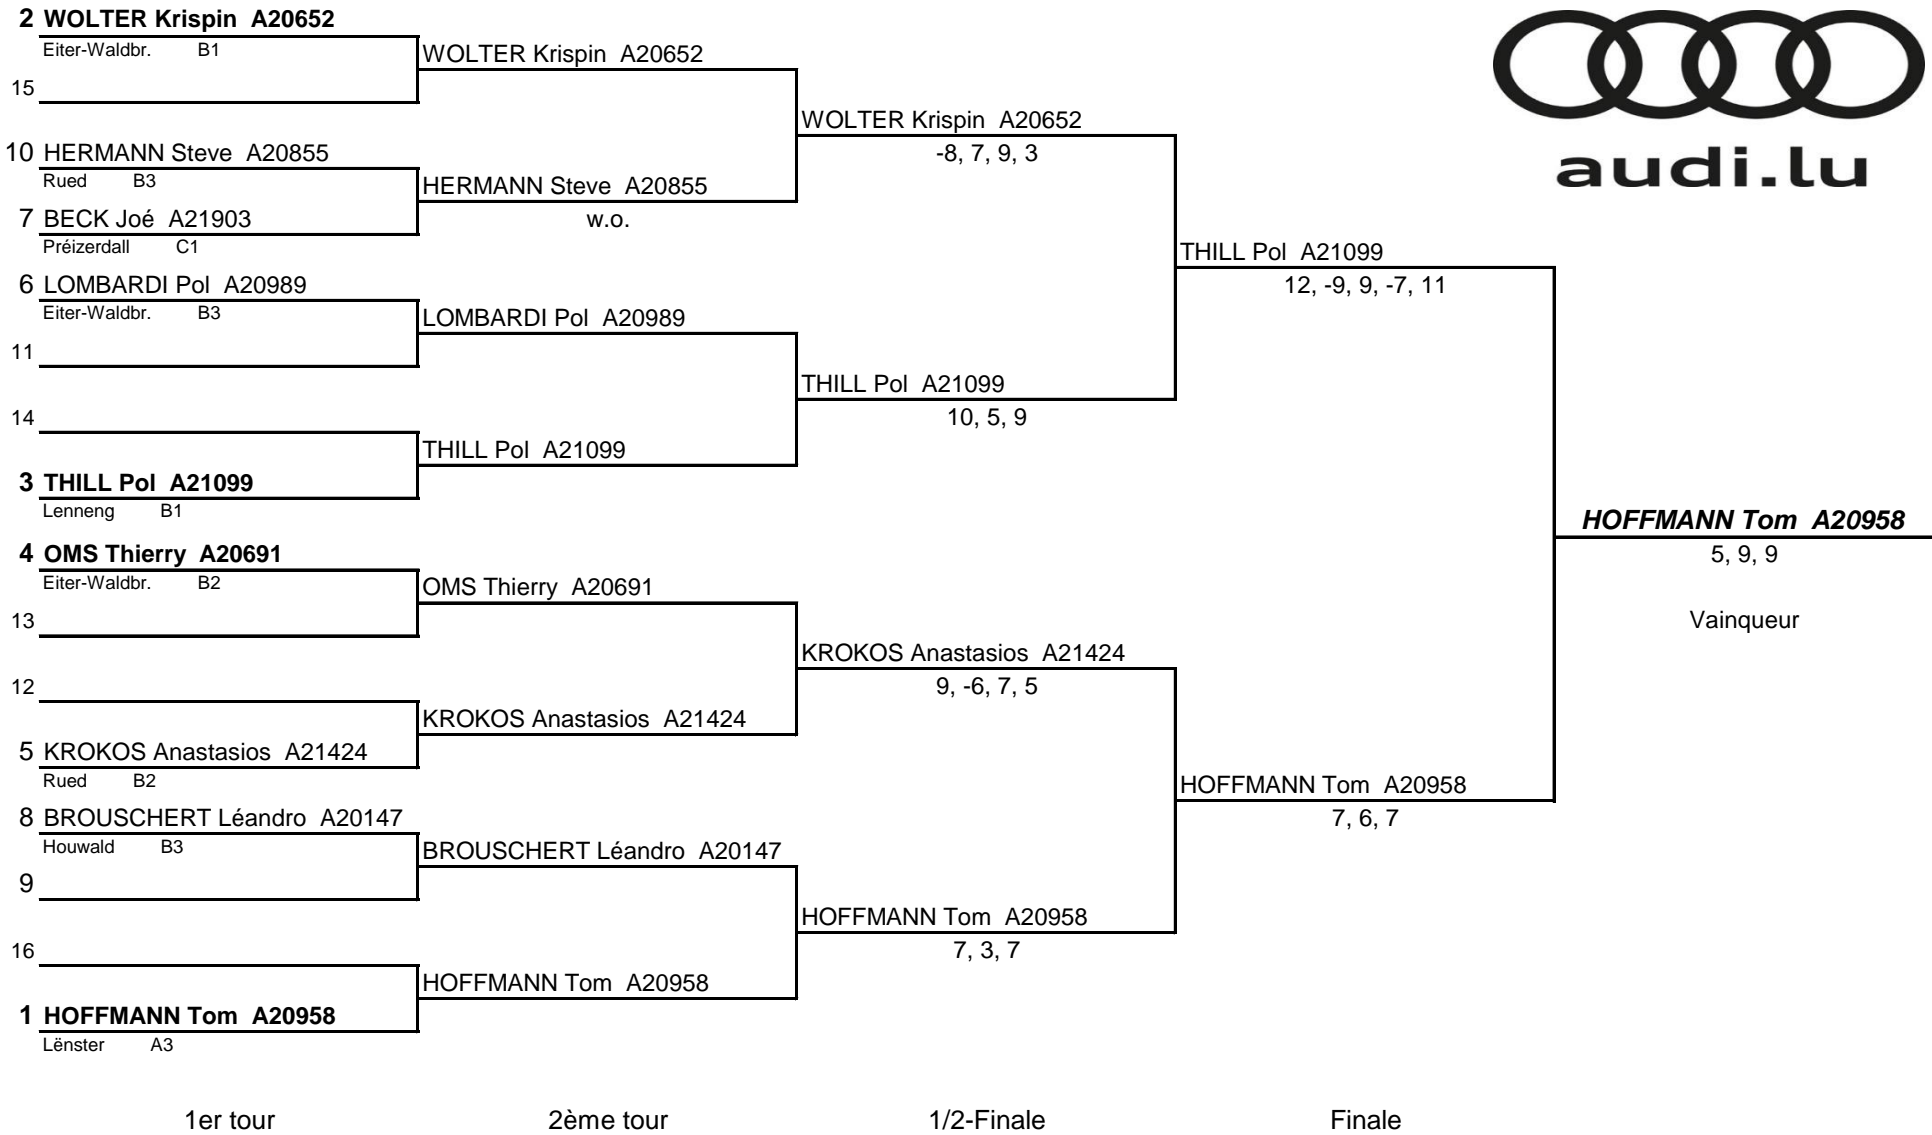 2 WOLTER Krispin A20652
Eiter-Waldbr. B1
15
10 HERMANN Steve A20855
Rued B3
7 BECK Joé A21903
Préizerdall C1
6 LOMBARDI Pol A20989
Eiter-Waldbr. B3
11
14
3 THILL Pol A21099
Lenneng B1
4 OMS Thierry A20691
Eiter-Waldbr. B2
13
12
5 KROKOS Anastasios A21424
Rued B2
8 BROUSCHERT Léandro A20147
Houwald B3
9
16
1 HOFFMANN Tom A20958
Lënster A3
1er tour
WOLTER Krispin A20652
HERMANN Steve A20855
w.o.
LOMBARDI Pol A20989
THILL Pol A21099
OMS Thierry A20691
KROKOS Anastasios A21424
BROUSCHERT Léandro A20147
HOFFMANN Tom A20958
2ème tour
WOLTER Krispin A20652
-8, 7, 9, 3
THILL Pol A21099
10, 5, 9
KROKOS Anastasios A21424
9, -6, 7, 5
HOFFMANN Tom A20958
7, 3, 7
1/2-Finale
THILL Pol A21099
12, -9, 9, -7, 11
HOFFMANN Tom A20958
7, 6, 7
Finale
audi.lu
HOFFMANN Tom A20958
5, 9, 9
Vainqueur